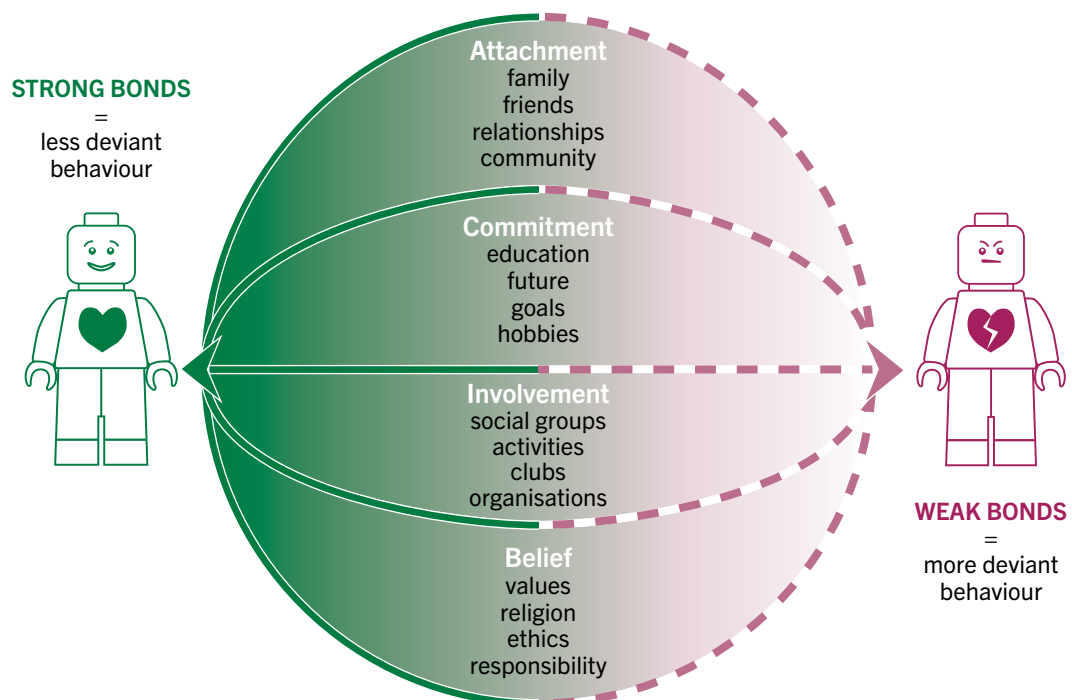 STRONG BONDS
=
less deviant
behaviour
Attachment
family
friends
relationships
community
Commitment
education
future
goals
hobbies
Involvement
social groups
activities
clubs
organisations
Belief
values
religion
ethics
responsibility
WEAK BONDS
=
more deviant
behaviour